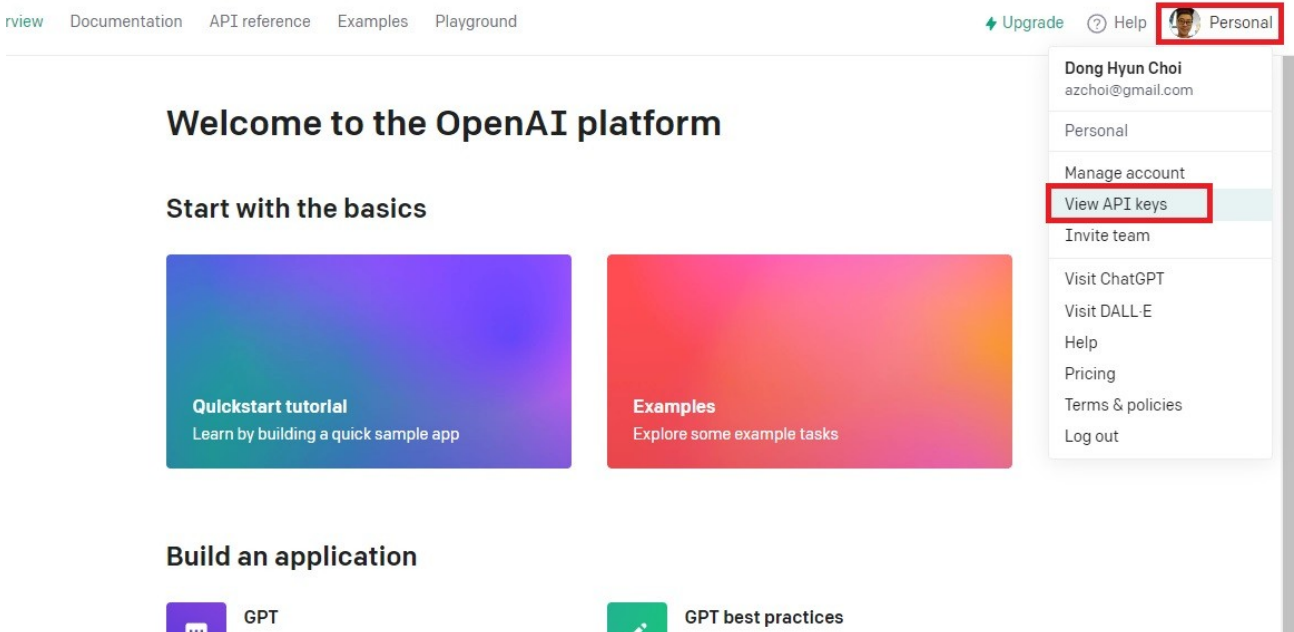 rview Documentation API reference Examples Playground Upgrade Help Personal
Dong Hyun Choi
azchoi@gmail.com
Personal
Manage account
View API keys
Invite team
Visit ChatGPT
Visit DALL·E
Help
Pricing
Terms & policies
Log out
Welcome to the OpenAI platform
Start with the basics
Quickstart tutorial
Learn by building a quick sample app
Examples
Explore some example tasks
Build an application
GPT
GPT best practices